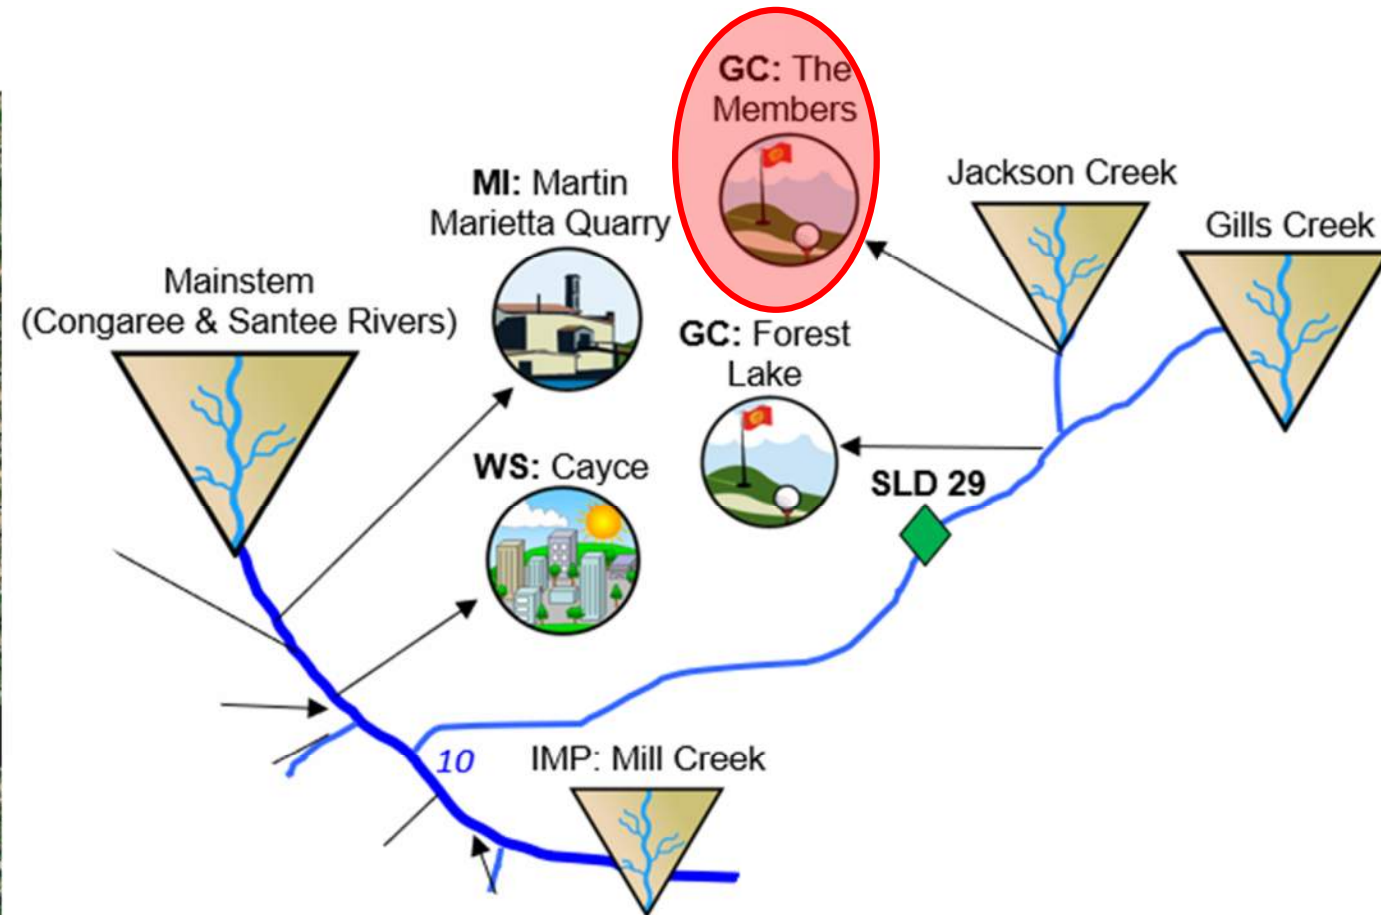 GC: The
Members
Jackson Creek
MI: Martin
Marietta Quarry
Gills Creek
Mainstem
(Congaree & Santee Rivers)
GC: Forest
Lake
WS: Cayce
SLD 29
10
IMP: Mill Creek